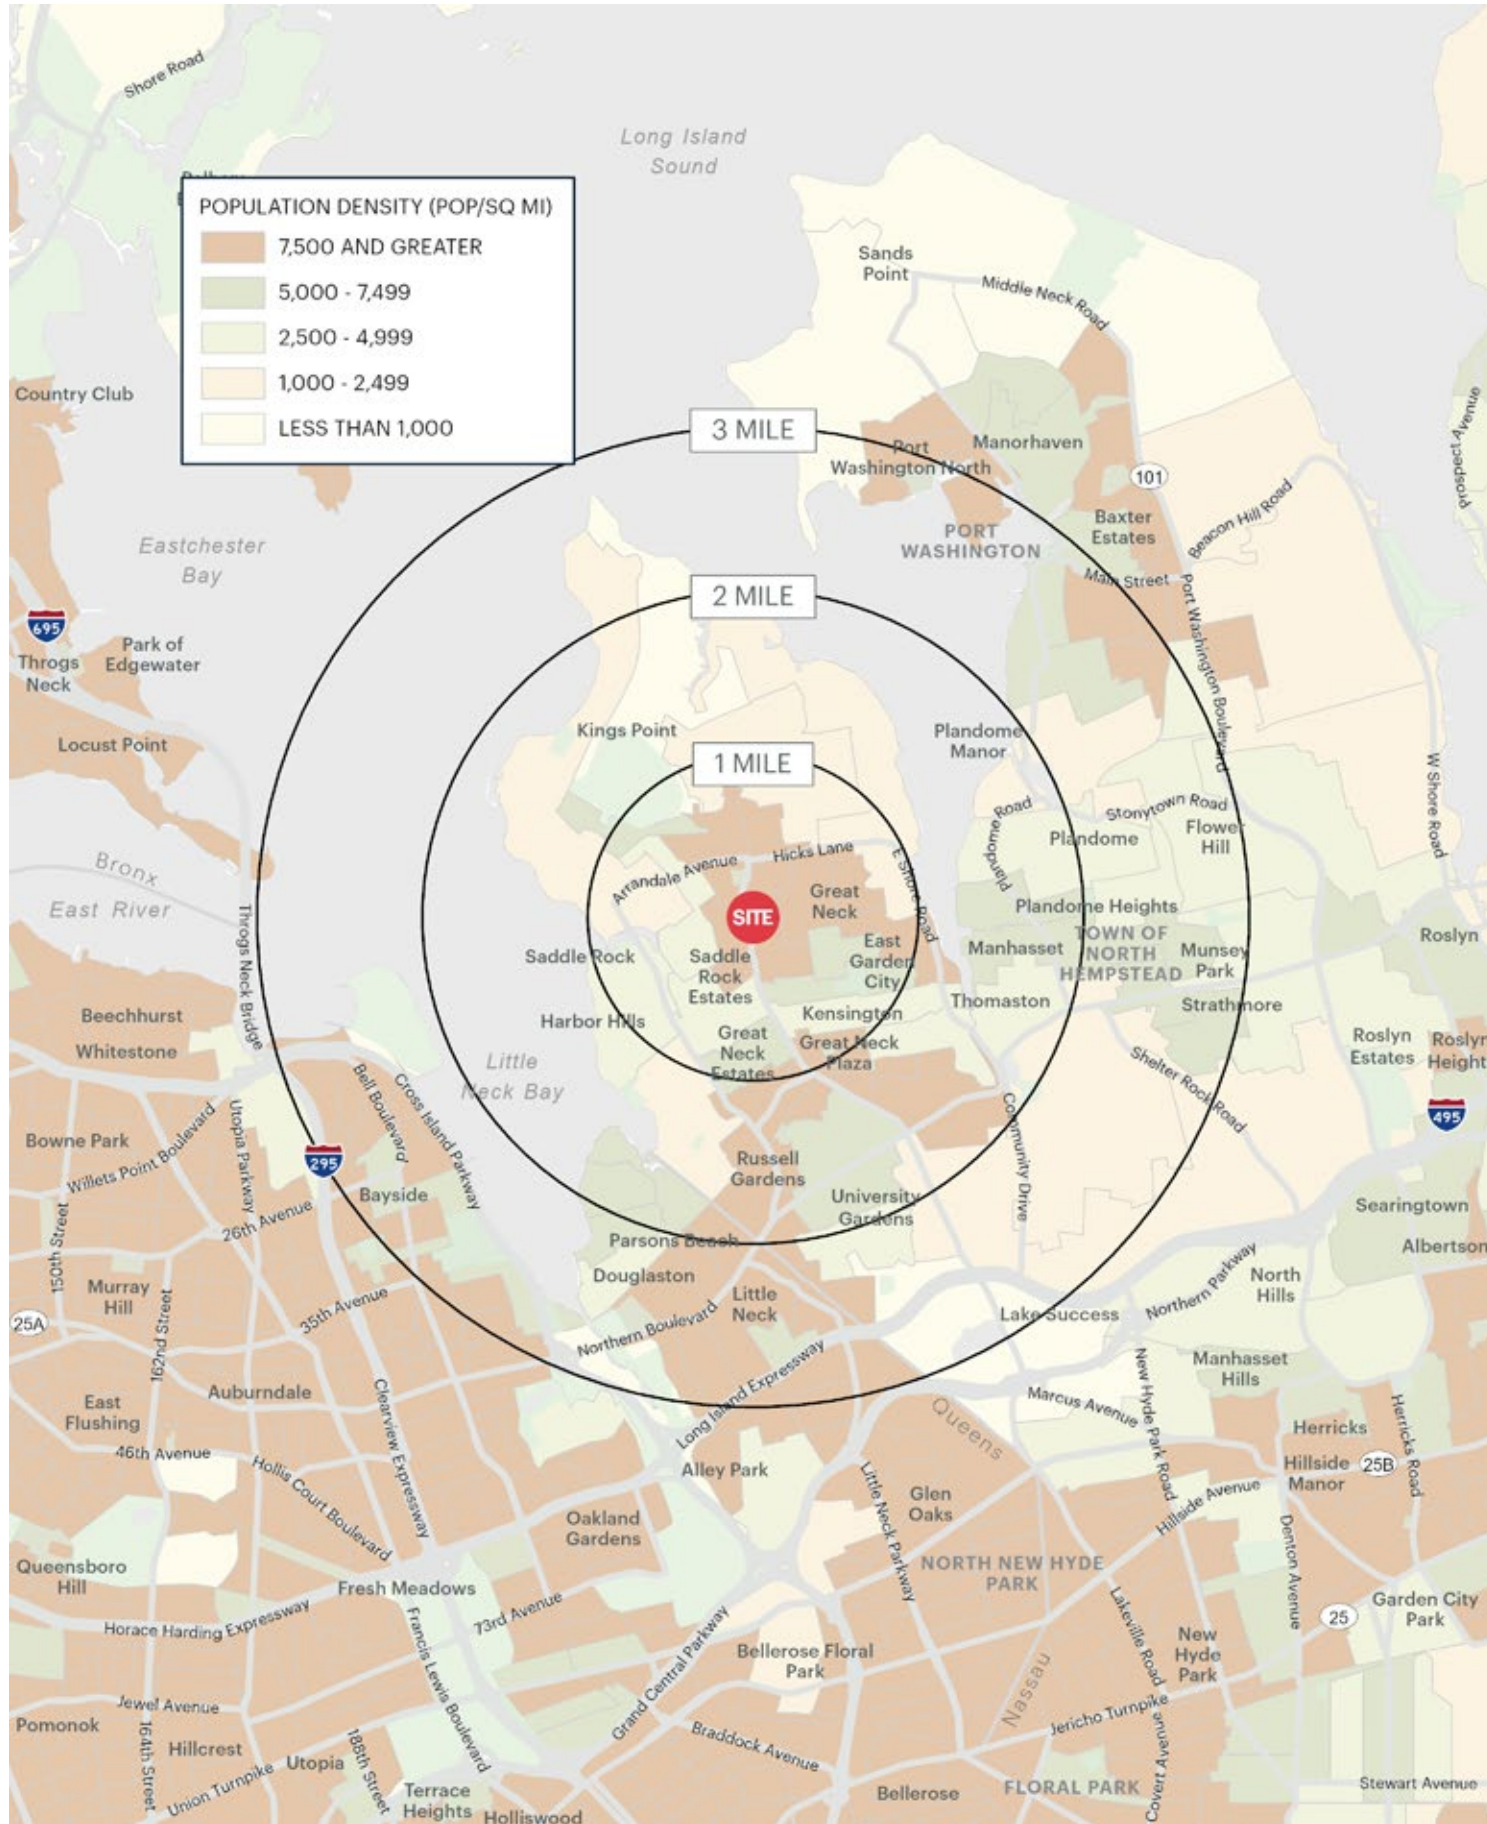 Shore Road
Long Island
Sound
POPULATION DENSITY (POP/SQ MI)
7,500 AND GREATER
5,000 - 7,499
2,500 - 4,999
1,000 - 2,499
LESS THAN 1,000
Sands
Point
Middle Neck Road
Country Club
3 MILE
Port
Washington North
Manorhaven
101
Prospect Avenue
Beacon Hill Road
Baxter
Estates
PORT
WASHINGTON
Eastchester
Bay
Main Street
2 MILE
Port Washington Boulevard
695
Throgs
Neck
Park of
Edgewater
Locust Point
Kings Point
Plandome
Manor
1 MILE
W Shore Road
Plandome Road
Stonytown Road
Plandome
Flower
Hill
Bronx
East River
Arrandale Avenue
Hicks Lane
E Shore Road
Great
Neck
SITE
Plandome Heights
TOWN OF
NORTH
HEMPSTEAD
Manhasset
Munsey
Park
Roslyn
Throgs Neck Bridge
Saddle Rock
Saddle
Rock
Estates
East
Garden
City
Thomaston
Strathmore
Beechhurst
Whitestone
Harbor Hills
Kensington
Great
Neck
Estates
Great Neck
Plaza
Roslyn
Estates
Roslyn
Height
Little
Neck Bay
Shelter Rock Road
Bell Boulevard
Cross Island Parkway
Community Drive
495
Bowne Park
Willets Point Boulevard
Utopia Parkway
295
Bayside
Russell
Gardens
University
Gardens
Searingtown
150th Street
26th Avenue
Parsons Beach
Albertson
Douglaston
Murray
Hill
162nd Street
35th Avenue
Little
Neck
Northern Boulevard
Northern Parkway
North
Hills
25A
Lake Success
Long Island Expressway
Manhasset
Hills
East
Flushing
Auburndale
Clearview Expressway
Queens
Marcus Avenue
New Hyde Park Road
Herricks Road
Herricks
46th Avenue
Hollis Court Boulevard
Alley Park
Little Neck Parkway
Hillside
Manor
25B
Oakland
Gardens
Glen
Oaks
Hillside Avenue
Denton Avenue
Queensboro
Hill
Fresh Meadows
NORTH NEW HYDE
PARK
Horace Harding Expressway
73rd Avenue
Francis Lewis Boulevard
Grand Central Parkway
Lakeville Road
25
Garden City
Park
Bellerose Floral
Park
New
Hyde
Park
Nassau
Jewel Avenue
Pomonok
164th Street
Hillcrest
Utopia
188th Street
Union Turnpike
Braddock Avenue
Jericho Turnpike
Covert Avenue
Terrace
Heights
Holliswood
Bellerose
FLORAL PARK
Stewart Avenue